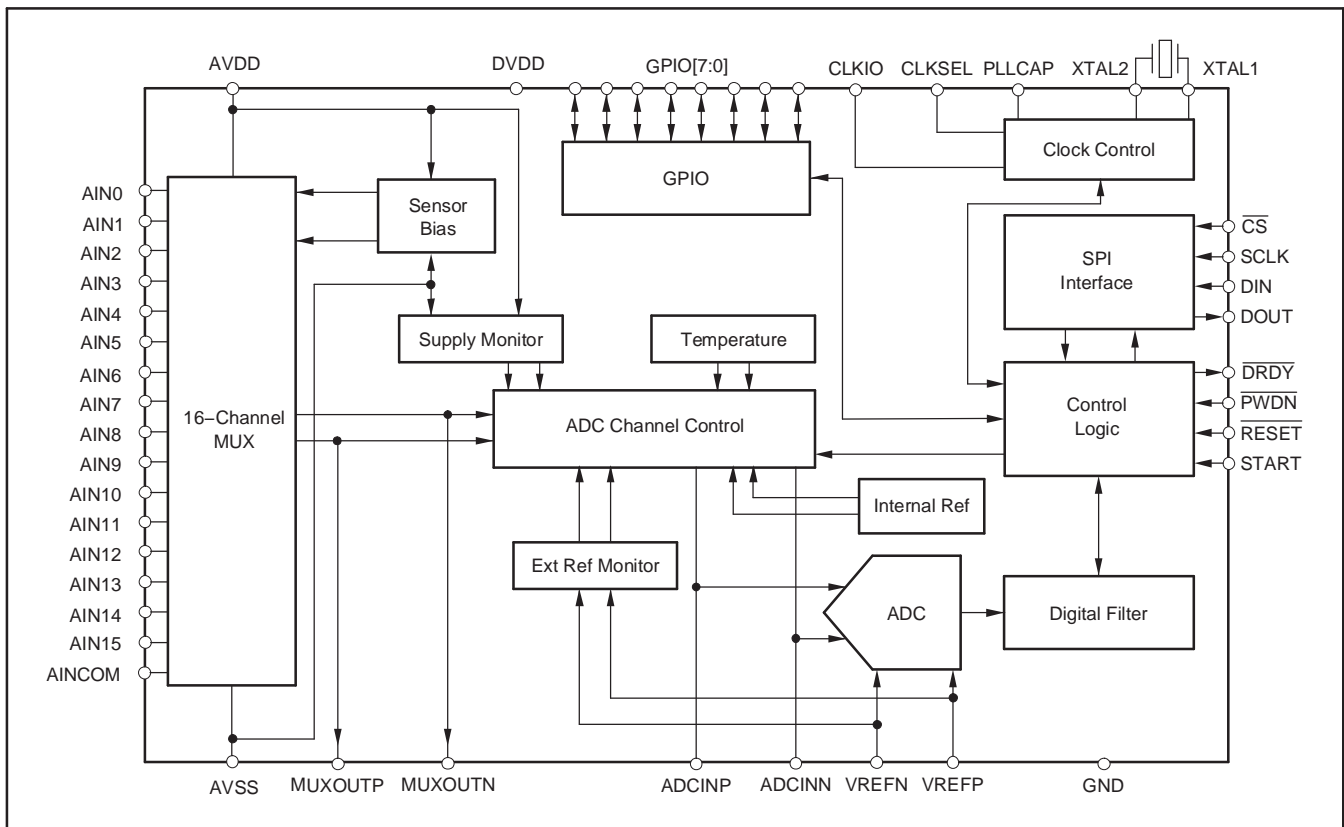 AVDD
DVDD
GPIO[7:0]
CLKIO
CLKSEL
PLLCAP
XTAL2
XTAL1
Clock Control
GPIO
AIN0
AIN1
AIN2
AIN3
AIN4
AIN5
AIN6
AIN7
AIN8
AIN9
AIN10
AIN11
AIN12
AIN13
AIN14
AIN15
AINCOM
16–Channel
MUX
Sensor
Bias
Supply Monitor
Temperature
ADC Channel Control
SPI
Interface
CS
SCLK
DIN
DOUT
Control
Logic
DRDY
PWDN
RESET
START
Internal Ref
Ext Ref Monitor
ADC
Digital Filter
AVSS
MUXOUTP
MUXOUTN
ADCINP
ADCINN
VREFN
VREFP
GND